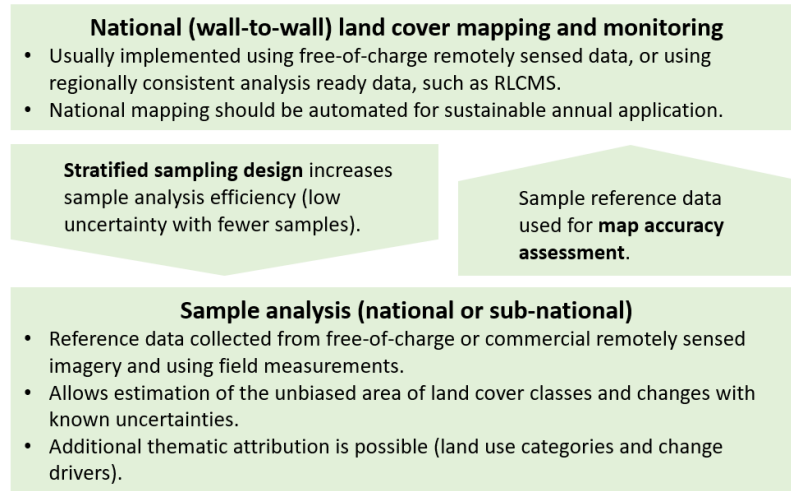 National (wall-to-wall) land cover mapping and monitoring
• Usually implemented using free-of-charge remotely sensed data, or using
regionally consistent analysis ready data, such as RLCMS.
• National mapping should be automated for sustainable annual application.
Stratified sampling design increases
sample analysis efficiency (low
uncertainty with fewer samples).
Sample reference data
used for map accuracy
assessment.
Sample analysis (national or sub-national)
• Reference data collected from free-of-charge or commercial remotely sensed
imagery and using field measurements.
• Allows estimation of the unbiased area of land cover classes and changes with
known uncertainties.
• Additional thematic attribution is possible (land use categories and change
drivers).